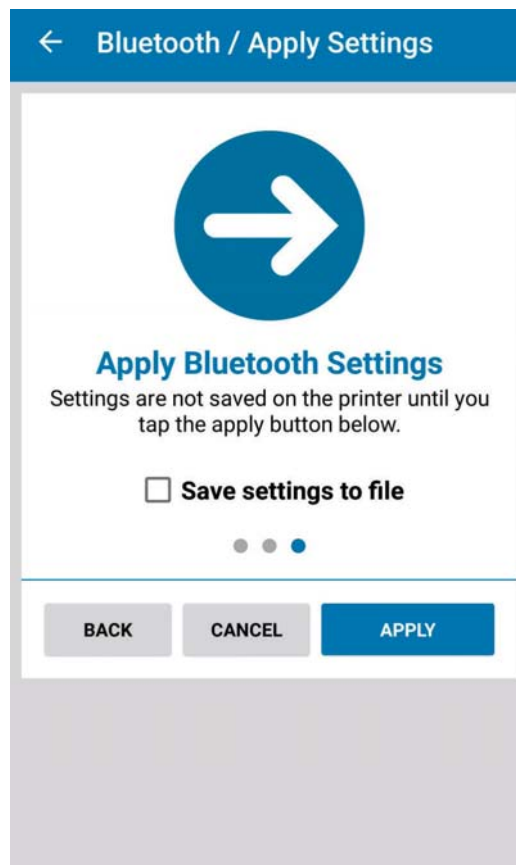 Bluetooth / Apply Settings
Apply Bluetooth Settings
Settings are not saved on the printer until you
tap the apply button below.
Save settings to file
BACK CANCEL APPLY